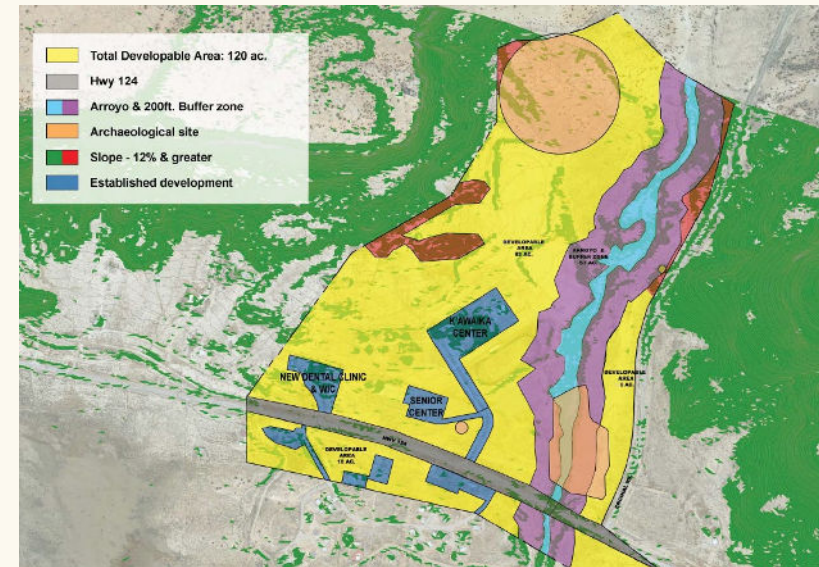 Total Developable Area: 120 ac.
Hwy 124
Arroyo & 200ft. Buffer zone
Archaeological site
Slope - 12% & greater
Established development
DEVELOPABLE
AREA
ARROYO &
BUFFER ZONE
K'AWAIKA
CENTER
DEVELOPABLE
AREA
NEW DENTAL CLINIC
& WIC
SENIOR
CENTER
HWY 124
DEVELOPABLE
AREA